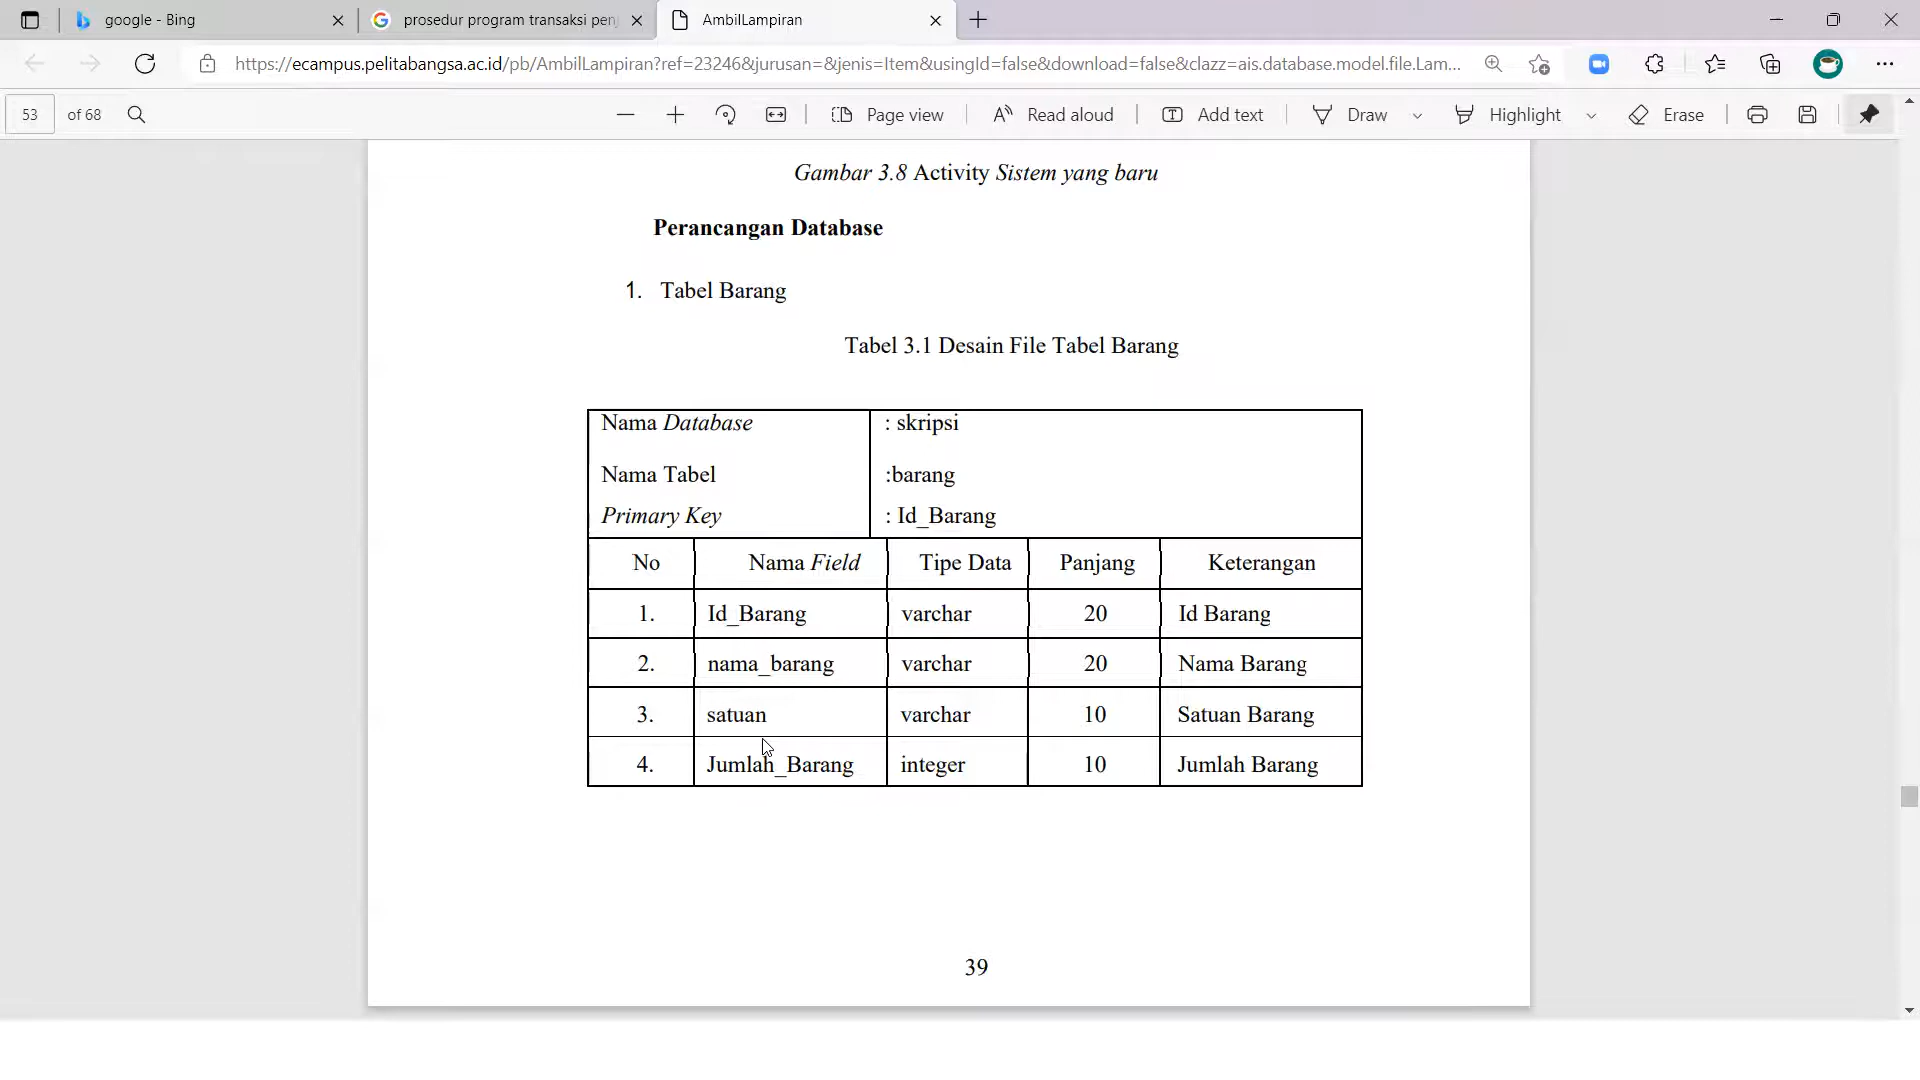 google - Bing
prosedur program transaksi penj
AmbilLampiran
https://ecampus.pelitabangsa.ac.id/pb/AmbilLampiran?ref=23246&jurusan=&jenis=Item&usingId=false&download=false&clazz=ais.database.model.file.Lam...
53 of 68
Page view
Read aloud
Add text
Draw
Highlight
Erase
Gambar 3.8 Activity Sistem yang baru
Perancangan Database
1. Tabel Barang
Tabel 3.1 Desain File Tabel Barang
Nama Database : skripsi
Nama Tabel :barang
Primary Key : Id_Barang
No Nama Field Tipe Data Panjang Keterangan
1. Id_Barang varchar 20 Id Barang
2. nama_barang varchar 20 Nama Barang
3. satuan varchar 10 Satuan Barang
4. Jumlah_Barang integer 10 Jumlah Barang
39